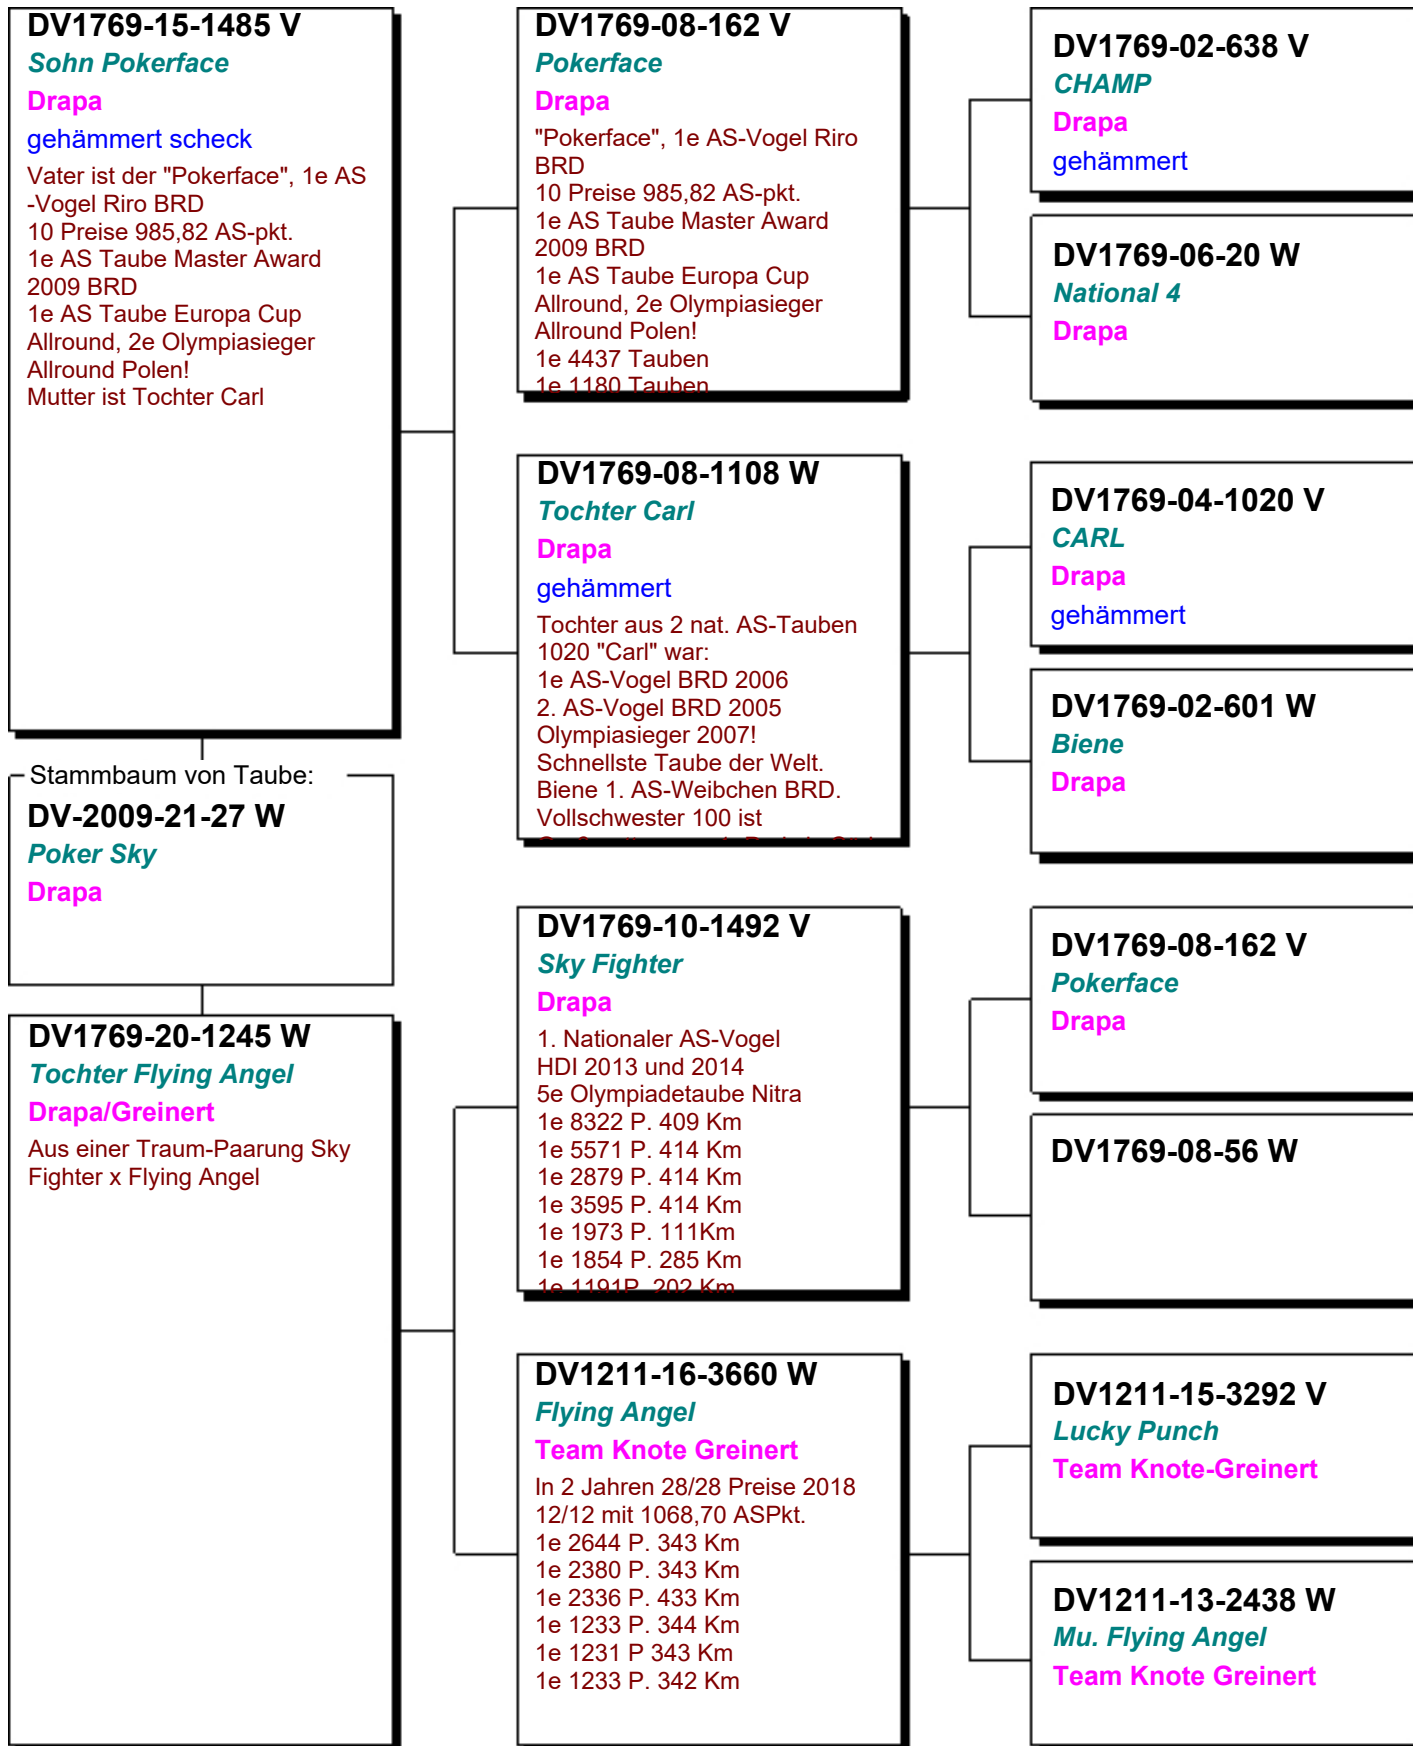 DV1769-15-1485 V
Sohn Pokerface
Drapa
gehämmert scheck
Vater ist der "Pokerface", 1e AS
-Vogel Riro BRD
10 Preise 985,82 AS-pkt.
1e AS Taube Master Award
2009 BRD
1e AS Taube Europa Cup
Allround, 2e Olympiasieger
Allround Polen!
Mutter ist Tochter Carl
Stammbaum von Taube:
DV-2009-21-27 W
Poker Sky
Drapa
DV1769-20-1245 W
Tochter Flying Angel
Drapa/Greinert
Aus einer Traum-Paarung Sky
Fighter x Flying Angel
DV1769-08-162 V
Pokerface
Drapa
"Pokerface", 1e AS-Vogel Riro
BRD
10 Preise 985,82 AS-pkt.
1e AS Taube Master Award
2009 BRD
1e AS Taube Europa Cup
Allround, 2e Olympiasieger
Allround Polen!
1e 4437 Tauben
1e 1180 Tauben
DV1769-08-1108 W
Tochter Carl
Drapa
gehämmert
Tochter aus 2 nat. AS-Tauben
1020 "Carl" war:
1e AS-Vogel BRD 2006
2. AS-Vogel BRD 2005
Olympiasieger 2007!
Schnellste Taube der Welt.
Biene 1. AS-Weibchen BRD.
Vollschwester 100 ist
DV1769-10-1492 V
Sky Fighter
Drapa
1. Nationaler AS-Vogel
HDI 2013 und 2014
5e Olympiadetaube Nitra
1e 8322 P. 409 Km
1e 5571 P. 414 Km
1e 2879 P. 414 Km
1e 3595 P. 414 Km
1e 1973 P. 111Km
1e 1854 P. 285 Km
1e 1191P. 202 Km
DV1211-16-3660 W
Flying Angel
Team Knote Greinert
In 2 Jahren 28/28 Preise 2018
12/12 mit 1068,70 ASPkt.
1e 2644 P. 343 Km
1e 2380 P. 343 Km
1e 2336 P. 433 Km
1e 1233 P. 344 Km
1e 1231 P 343 Km
1e 1233 P. 342 Km
DV1769-02-638 V
CHAMP
Drapa
gehämmert
DV1769-06-20 W
National 4
Drapa
DV1769-04-1020 V
CARL
Drapa
gehämmert
DV1769-02-601 W
Biene
Drapa
DV1769-08-162 V
Pokerface
Drapa
DV1769-08-56 W
DV1211-15-3292 V
Lucky Punch
Team Knote-Greinert
DV1211-13-2438 W
Mu. Flying Angel
Team Knote Greinert